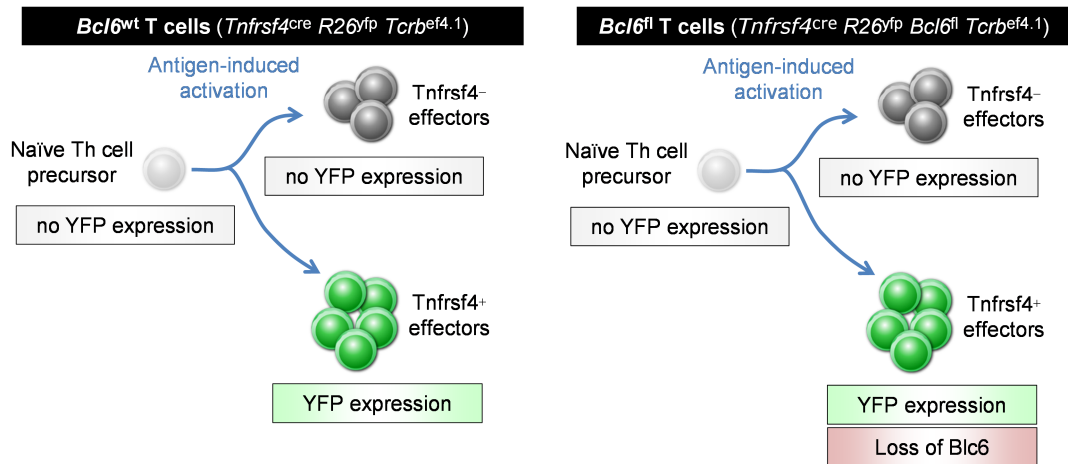 Bcl6wt T cells (Tnfrsf4cre R26yfp Tcrbef4.1)
Antigen-induced
activation
Tnfrsf4−
effectors
Naïve Th cell
precursor
no YFP expression
no YFP expression
Tnfrsf4+
effectors
YFP expression
Bcl6fl T cells (Tnfrsf4cre R26yfp Bcl6fl Tcrbef4.1)
Antigen-induced
activation
Tnfrsf4−
effectors
Naïve Th cell
precursor
no YFP expression
no YFP expression
Tnfrsf4+
effectors
YFP expression
Loss of Blc6